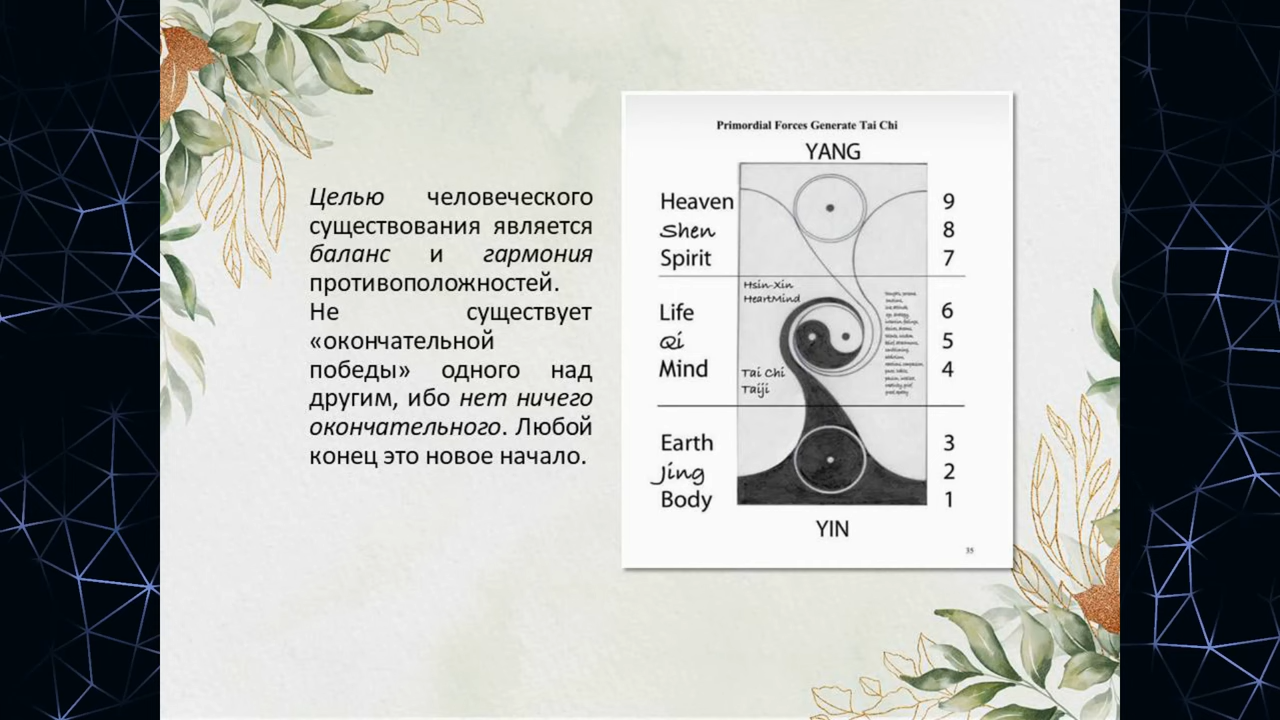 Целью человеческого
существования является
баланс и гармония
противоположностей.
Не существует
«окончательной
победы» одного над
другим, ибо нет ничего
окончательного. Любой
конец это новое начало.
Primordial Forces Generate Tai Chi
YANG
Heaven 9
Shen 8
Spirit 7
Hsin-Xin
HeartMind
Life 6
Qi 5
Mind 4
Tai Chi
Taiji
Earth 3
Jing 2
Body 1
YIN
35